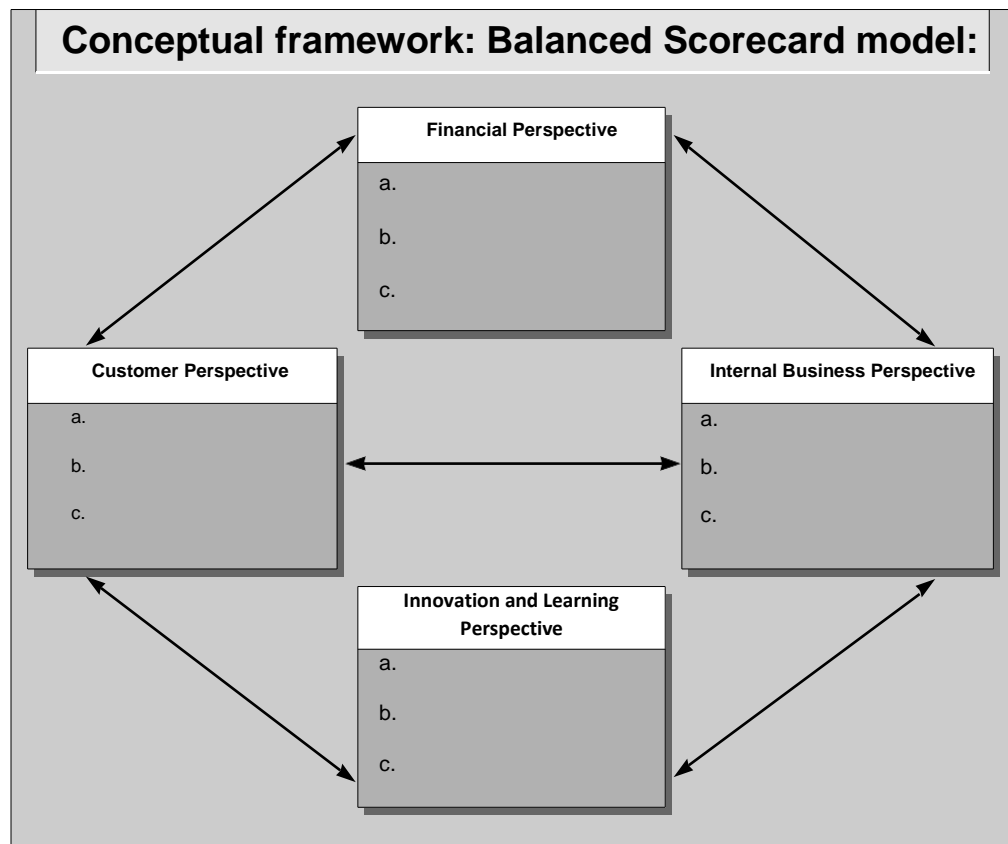 Conceptual framework: Balanced Scorecard model:
Financial Perspective
a.
b.
c.
Customer Perspective
a.
b.
c.
Internal Business Perspective
a.
b.
c.
Innovation and Learning
Perspective
a.
b.
c.